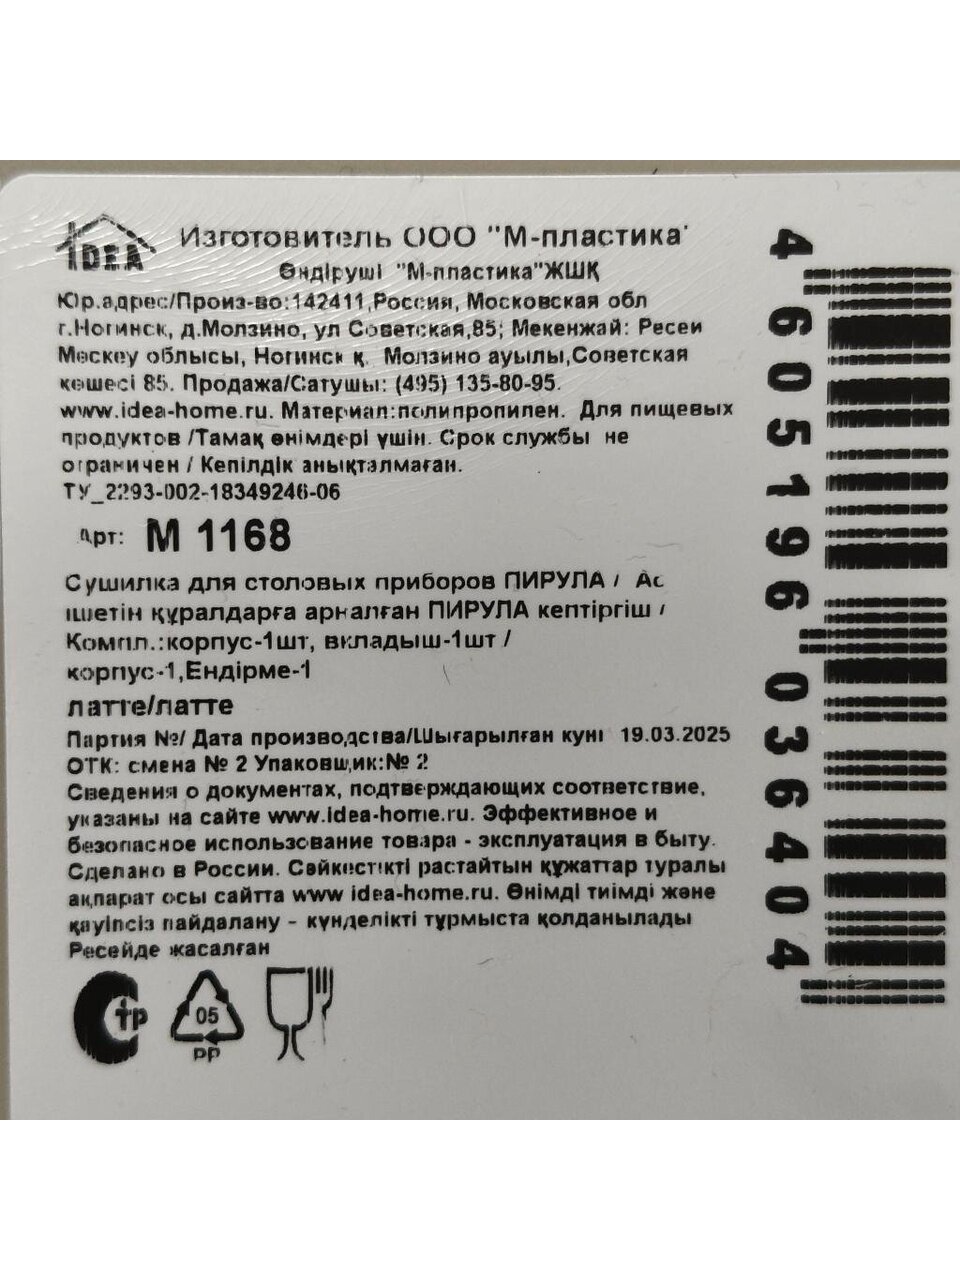 IDEA
Изготовитель ООО "М-пластика"
Өндіруші "М-пластика"ЖШҚ
Юр.адрес/Произ-во:142411,Россия, Московская обл
г.Ногинск, д.Молзино, ул Советская,85; Мекенжай: Ресеи
Мәскеу облысы, Ногинск қ. Молзино ауылы,Советская
көшесі 85. Продажа/Сатушы: (495) 135-80-95.
www.idea-home.ru. Материал:полипропилен. Для пищевых
продуктов /Тамақ өнімдері үшін. Срок службы не
ограничен / Кепілдік анықталмаған.
ТУ_2293-002-18349246-06
Арт: М 1168
Сушилка для столовых приборов ПИРУЛА / Ас
ішетін құралдарға арналған ПИРУЛА кептіргіш /
Компл.:корпус-1шт, вкладыш-1шт /
корпус-1,Ендірме-1
латте/латте
Партия №/ Дата производства/Шығарылған күні 19.03.2025
ОТК: смена № 2 Упаковщик:№ 2
Сведения о документах, подтверждающих соответствие,
указаны на сайте www.idea-home.ru. Эффективное и
безопасное использование товара - эксплуатация в быту.
Сделано в России. Сәйкестікті растайтын құжаттар туралы
ақпарат осы сайтта www idea-home.ru. Өнімді тиімді және
қауіпсіз пайдалану - күнделікті тұрмыста қолданылады
Ресейде жасалған
СТР
05
PP
4605196036404